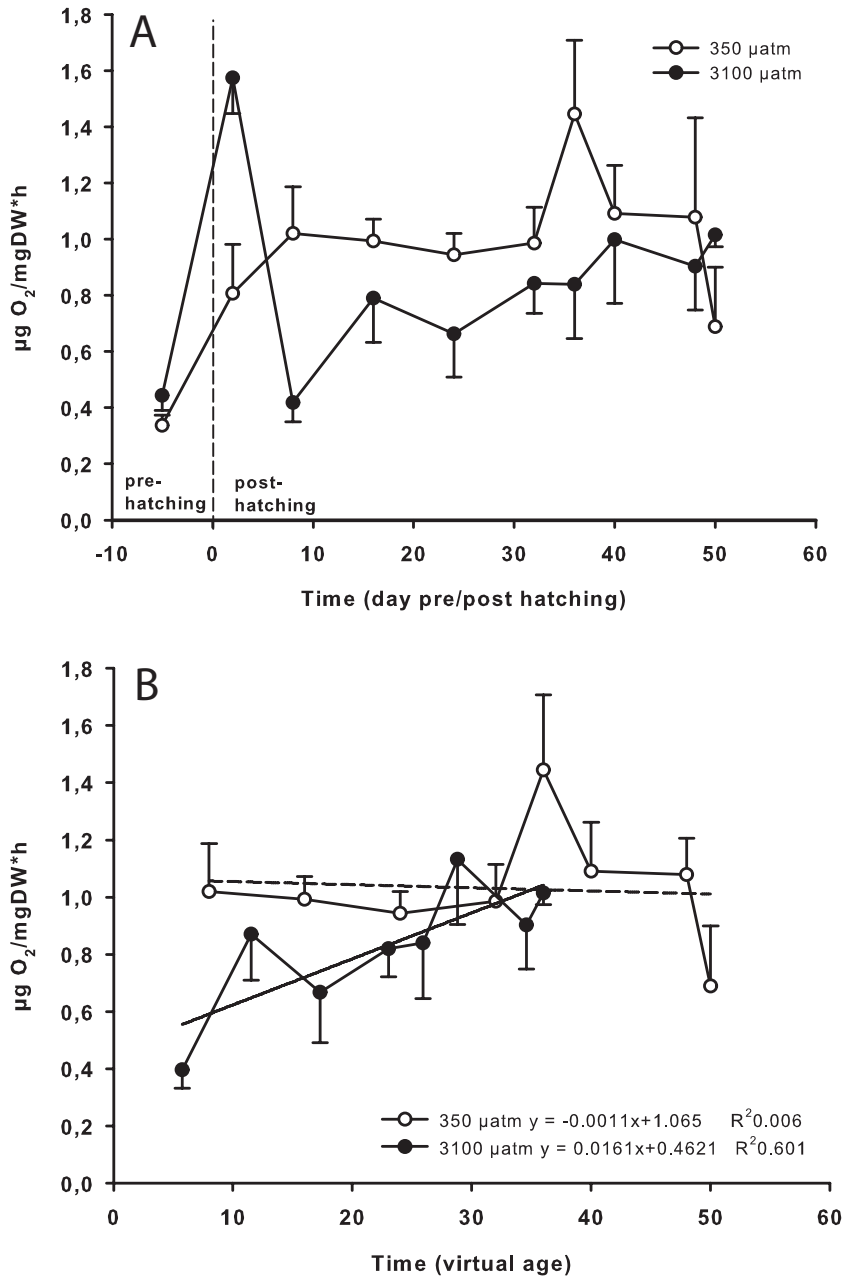 A
350 µatm
3100 µatm
1,8
1,6
1,4
1,2
1,0
0,8
0,6
0,4
0,2
0,0
µg O2/mgDW*h
pre-
hatching
post-
hatching
-10 0 10 20 30 40 50 60
Time (day pre/post hatching)
B
1,8
1,6
1,4
1,2
1,0
0,8
0,6
0,4
0,2
0,0
µg O2/mgDW*h
350 µatm y = -0.0011x+1.065 R²0.006
3100 µatm y = 0.0161x+0.4621 R²0.601
0 10 20 30 40 50 60
Time (virtual age)